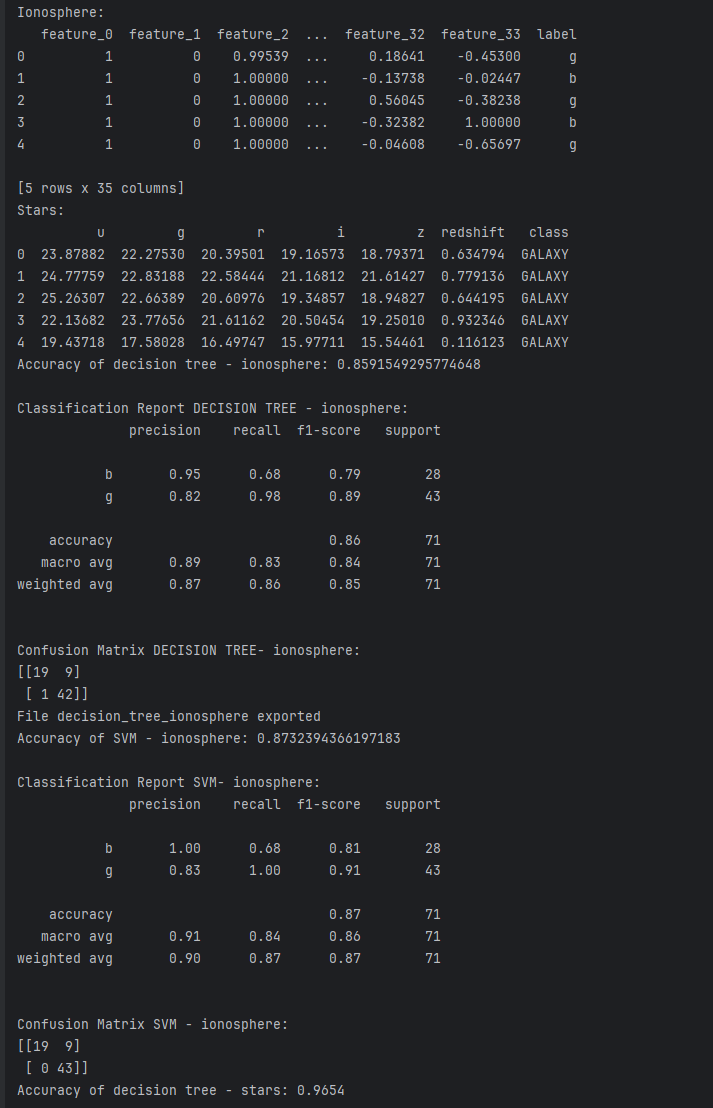 Ionosphere:
   feature_0  feature_1  feature_2  ...  feature_32  feature_33  label
0          1          0    0.99539  ...     0.18641    -0.45300      g
1          1          0    1.00000  ...    -0.13738    -0.02447      b
2          1          0    1.00000  ...     0.56045    -0.38238      g
3          1          0    1.00000  ...    -0.32382     1.00000      b
4          1          0    1.00000  ...    -0.04608    -0.65697      g
[5 rows x 35 columns]
Stars:
          u         g         r         i         z  redshift   class
0  23.87882  22.27530  20.39501  19.16573  18.79371  0.634794  GALAXY
1  24.77759  22.83188  22.58444  21.16812  21.61427  0.779136  GALAXY
2  25.26307  22.66389  20.60976  19.34857  18.94827  0.644195  GALAXY
3  22.13682  23.77656  21.61162  20.50454  19.25010  0.932346  GALAXY
4  19.43718  17.58028  16.49747  15.97711  15.54461  0.116123  GALAXY
Accuracy of decision tree - ionosphere: 0.8591549295774648
Classification Report DECISION TREE - ionosphere:
              precision    recall  f1-score   support
           b       0.95      0.68      0.79        28
           g       0.82      0.98      0.89        43
    accuracy                           0.86        71
   macro avg       0.89      0.83      0.84        71
weighted avg       0.87      0.86      0.85        71
Confusion Matrix DECISION TREE- ionosphere:
[[19  9]
 [ 1 42]]
File decision_tree_ionosphere exported
Accuracy of SVM - ionosphere: 0.8732394366197183
Classification Report SVM- ionosphere:
              precision    recall  f1-score   support
           b       1.00      0.68      0.81        28
           g       0.83      1.00      0.91        43
    accuracy                           0.87        71
   macro avg       0.91      0.84      0.86        71
weighted avg       0.90      0.87      0.87        71
Confusion Matrix SVM - ionosphere:
[[19  9]
 [ 0 43]]
Accuracy of decision tree - stars: 0.9654